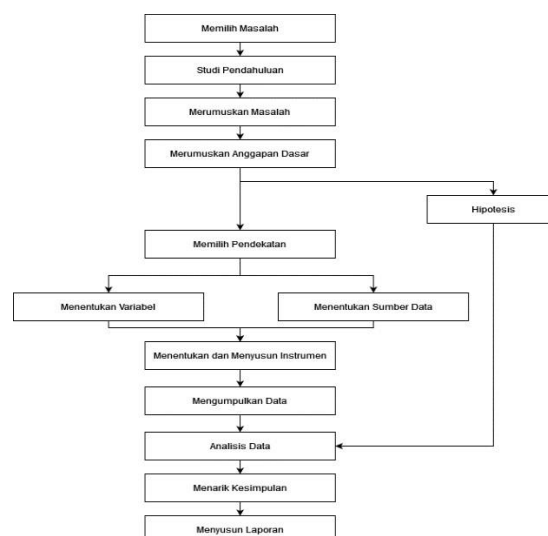 Memilih Masalah
Studi Pendahuluan
Merumuskan Masalah
Merumuskan Anggapan Dasar
Hipotesis
Memilih Pendekatan
Menentukan Variabel
Menentukan Sumber Data
Menentukan dan Menyusun Instrumen
Mengumpulkan Data
Analisis Data
Menarik Kesimpulan
Menyusun Laporan